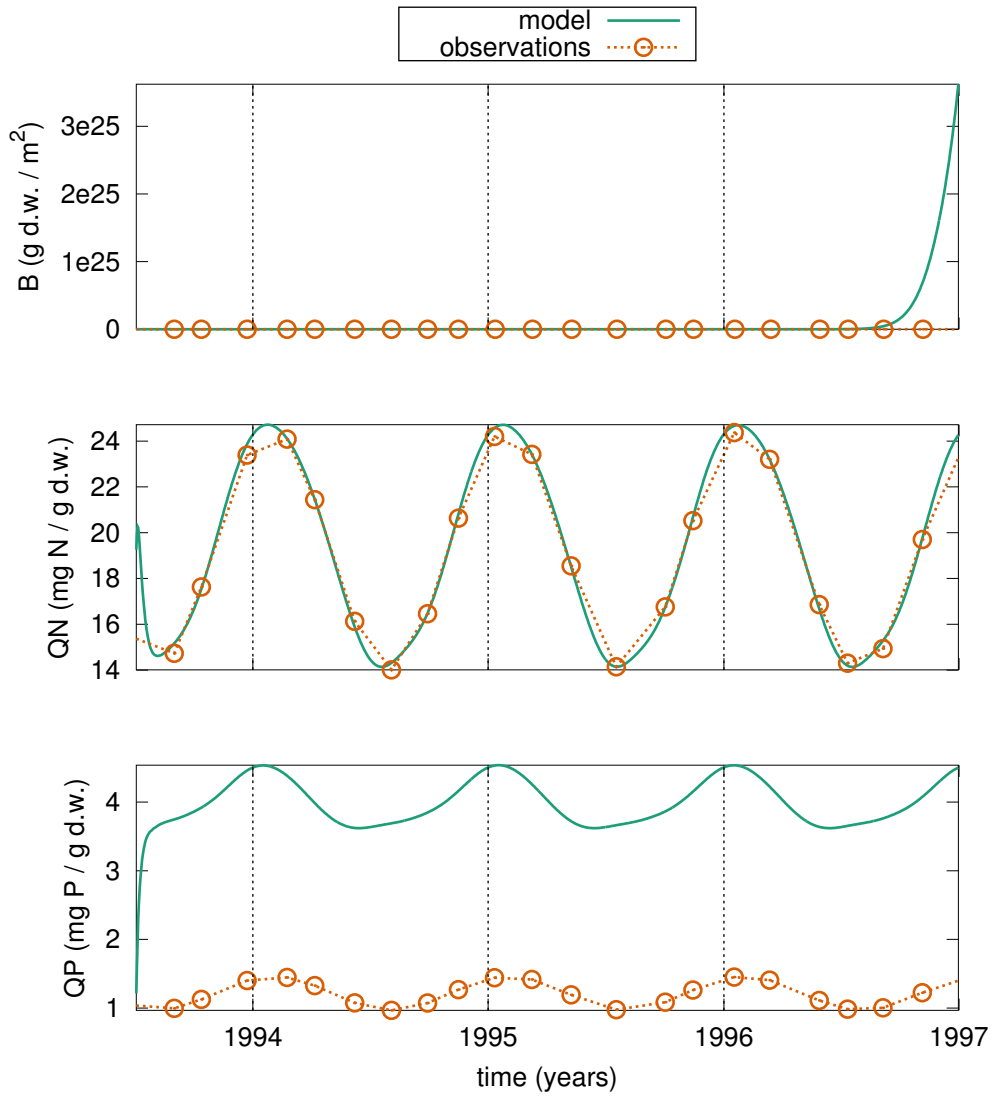 model
observations
3e25
2e25
1e25
0
B (g d.w. / m²)
24
22
20
18
16
14
QN (mg N / g d.w.)
4
3
2
1
QP (mg P / g d.w.)
1994 1995 1996 1997
time (years)